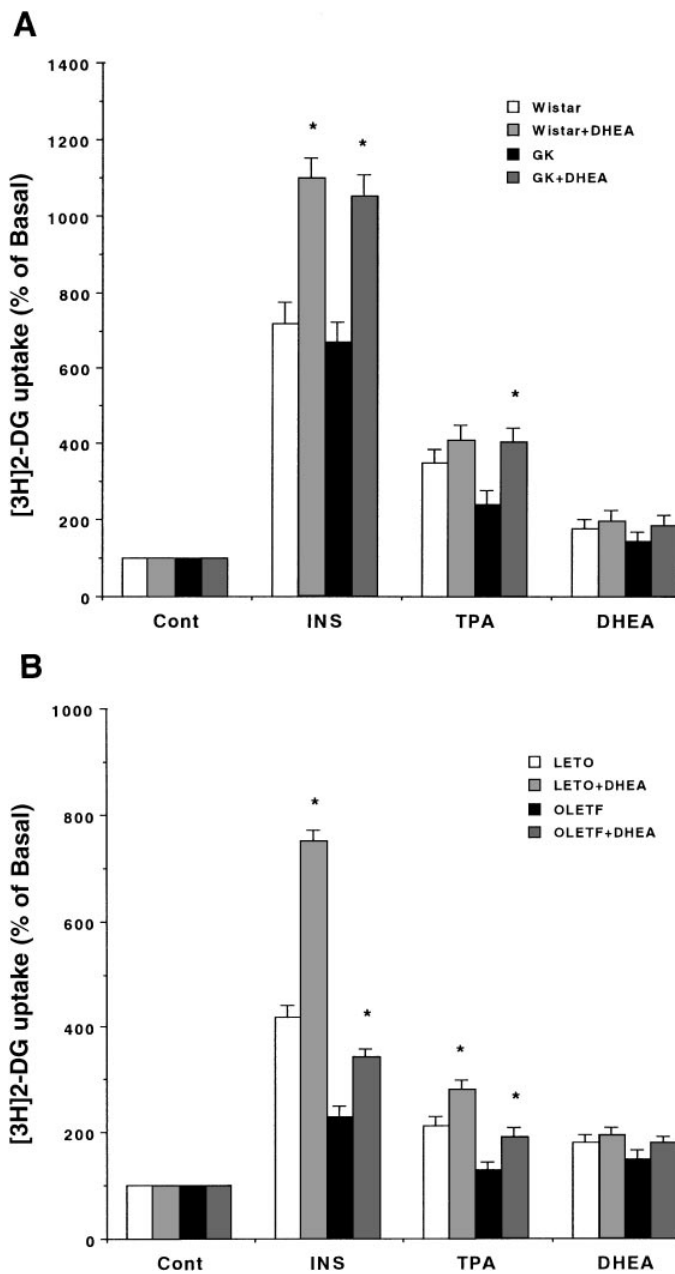 A
[3H]2-DG uptake (% of Basal)
1400
1200
1000
800
600
400
200
0
Wistar
Wistar+DHEA
GK
GK+DHEA
*
*
*
Cont INS TPA DHEA
B
[3H]2-DG uptake (% of Basal)
1000
800
600
400
200
0
LETO
LETO+DHEA
OLETF
OLETF+DHEA
*
*
*
*
Cont INS TPA DHEA